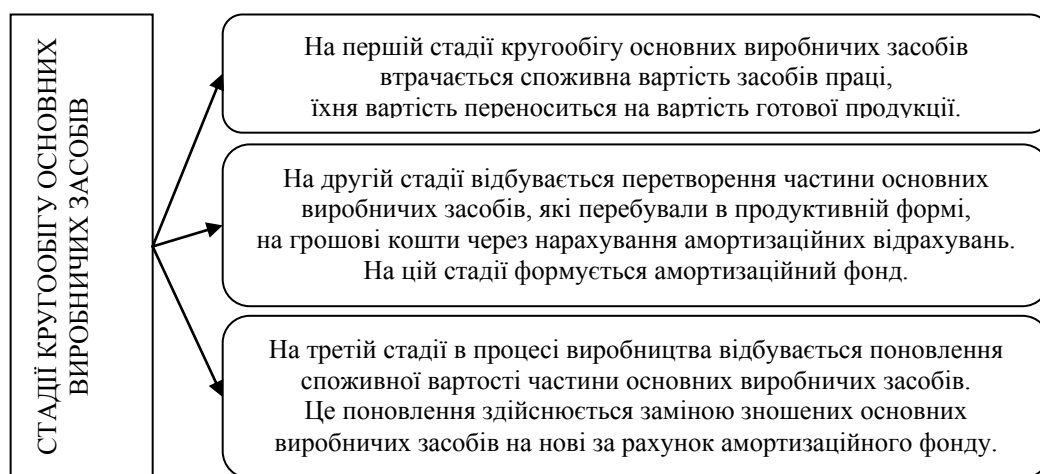 СТАДІЇ КРУГООБІГУ ОСНОВНИХ
ВИРОБНИЧИХ ЗАСОБІВ
На першій стадії кругообігу основних виробничих засобів
втрачається споживна вартість засобів праці,
їхня вартість переноситься на вартість готової продукції.
На другій стадії відбувається перетворення частини основних
виробничих засобів, які перебували в продуктивній формі,
на грошові кошти через нарахування амортизаційних відрахувань.
На цій стадії формується амортизаційний фонд.
На третій стадії в процесі виробництва відбувається поновлення
споживної вартості частини основних виробничих засобів.
Це поновлення здійснюється заміною зношених основних
виробничих засобів на нові за рахунок амортизаційного фонду.